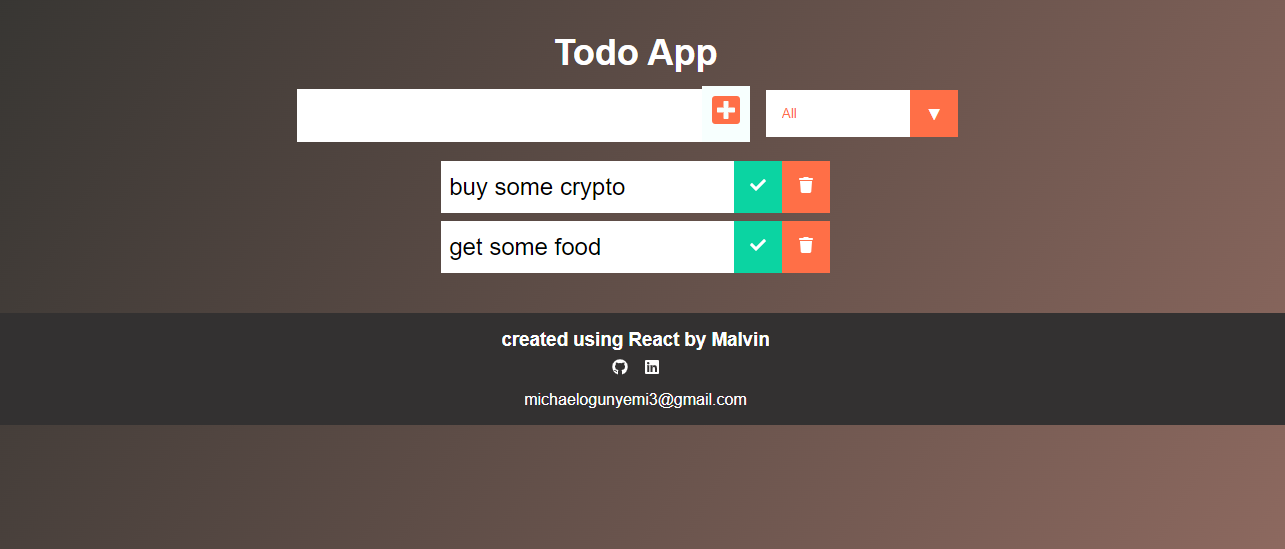 Todo App
All
buy some crypto
get some food
created using React by Malvin
michaelogunyemi3@gmail.com